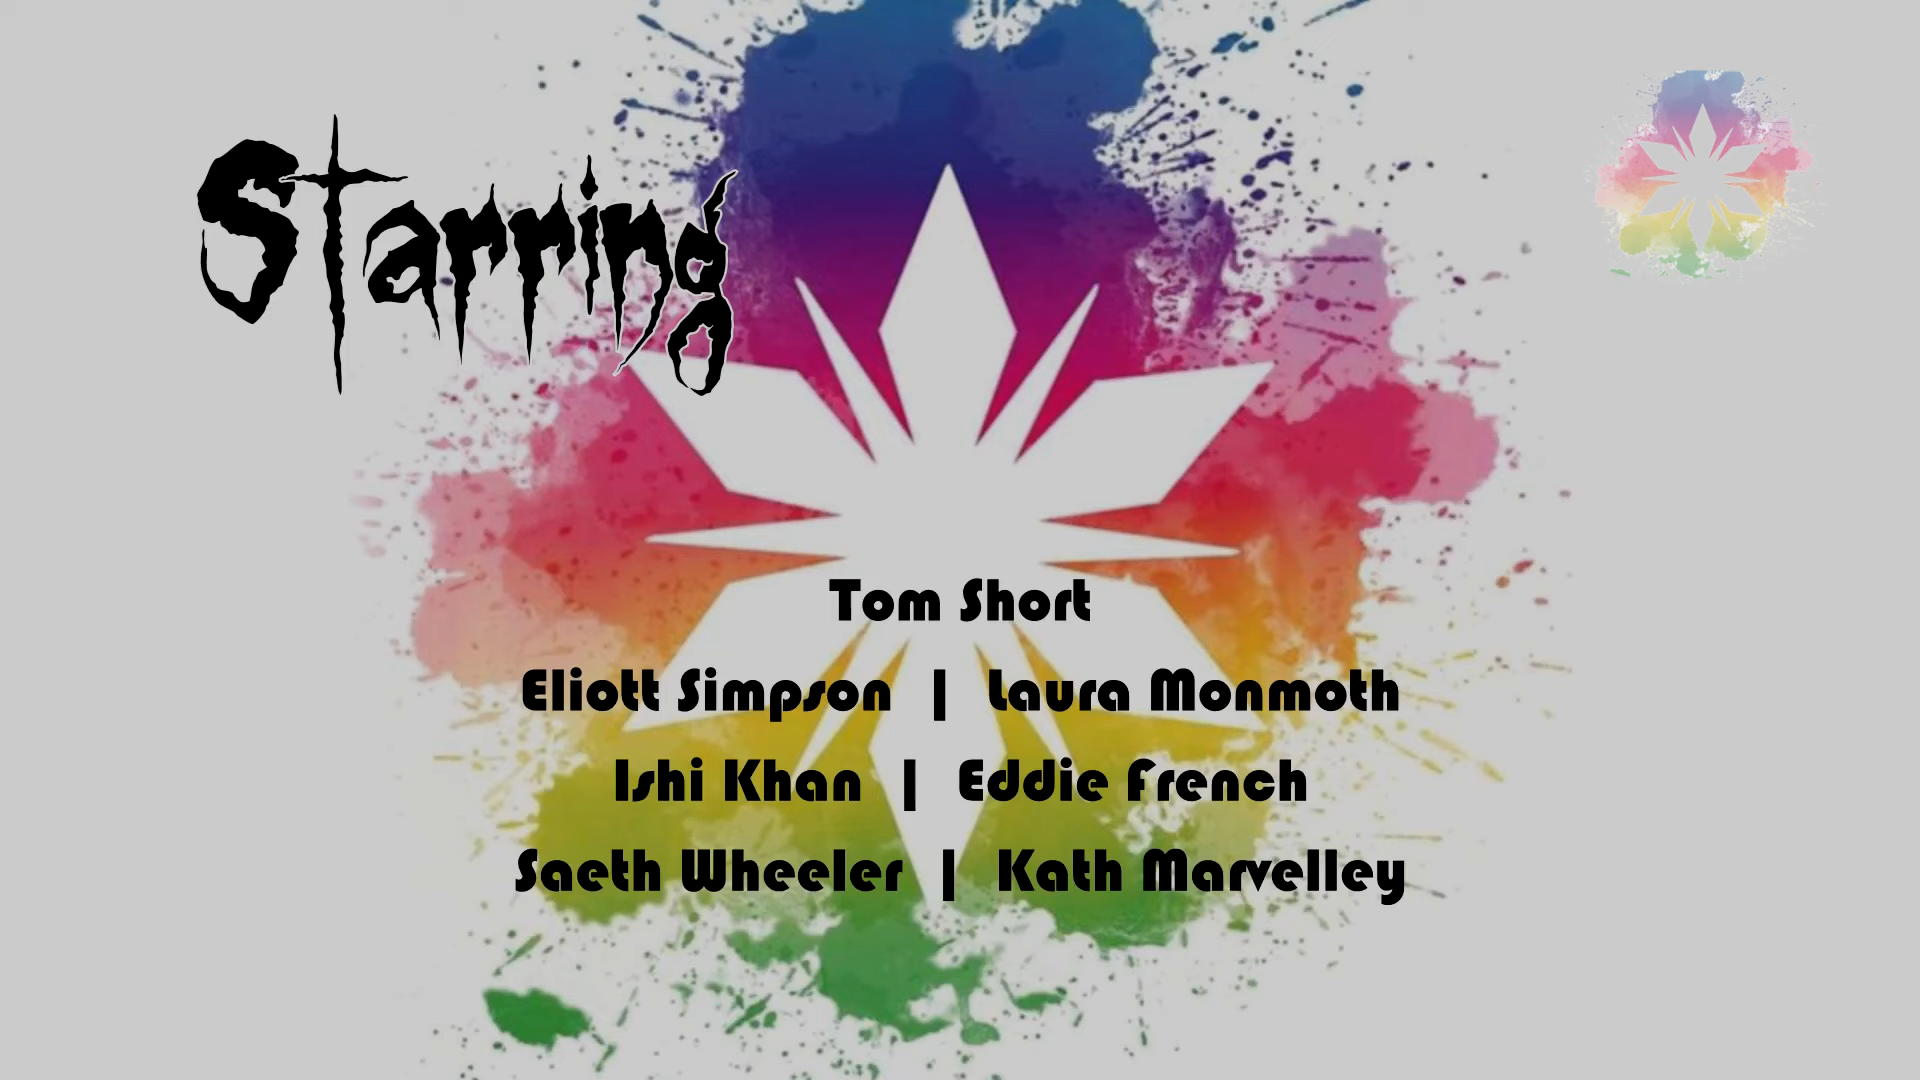 Starring
Tom Short
Eliott Simpson | Laura Monmoth
Ishi Khan | Eddie French
Saeth Wheeler | Kath Marvelley